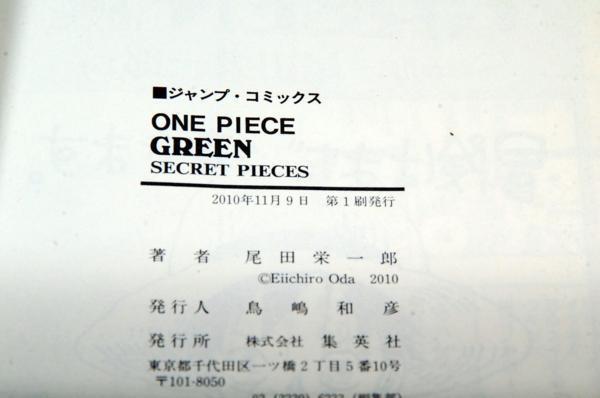 ■ジャンプ・コミックス
ONE PIECE
GREEN
SECRET PIECES
2010年11月9日 第1刷発行
著者 尾田栄一郎
©Eiichiro Oda 2010
発行人 鳥嶋和彦
発行所 株式会社 集英社
東京都千代田区一ツ橋2丁目5番10号
〒101-8050